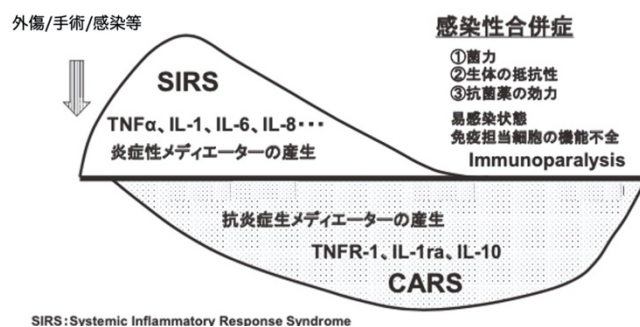 外傷/手術/感染等
感染性合併症
①菌力
②生体の抵抗性
③抗菌薬の効力
易感染状態
免疫担当細胞の機能不全
Immunoparalysis
SIRS
TNFα、IL-1、IL-6、IL-8・・・
炎症性メディエーターの産生
抗炎症生メディエーターの産生
TNFR-1、IL-1ra、IL-10
CARS
SIRS：Systemic Inflammatory Response Syndrome